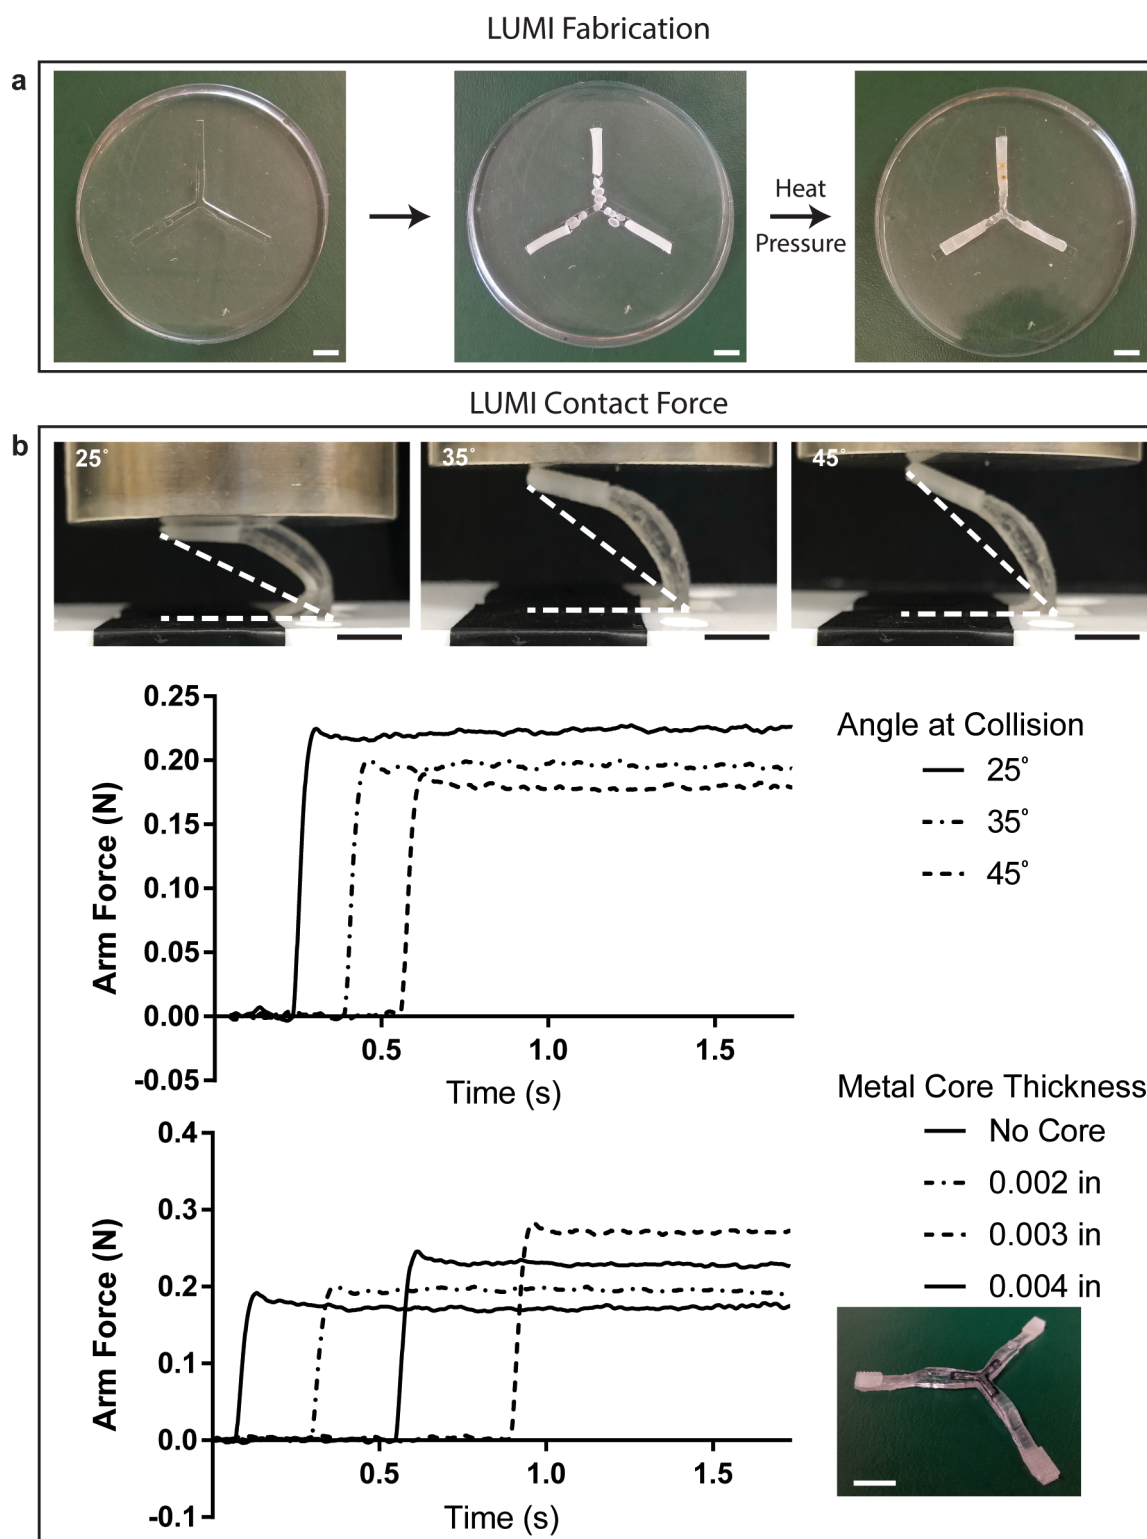 LUMI Fabrication
a
Heat
Pressure
LUMI Contact Force
b
25°
35°
45°
0.25
0.20
0.15
0.10
0.05
0.00
-0.05
Arm Force (N)
0.5
1.0
1.5
Time (s)
Angle at Collision
25°
35°
45°
0.4
0.3
0.2
0.1
0.0
-0.1
Arm Force (N)
0.5
1.0
1.5
Time (s)
Metal Core Thickness
No Core
0.002 in
0.003 in
0.004 in